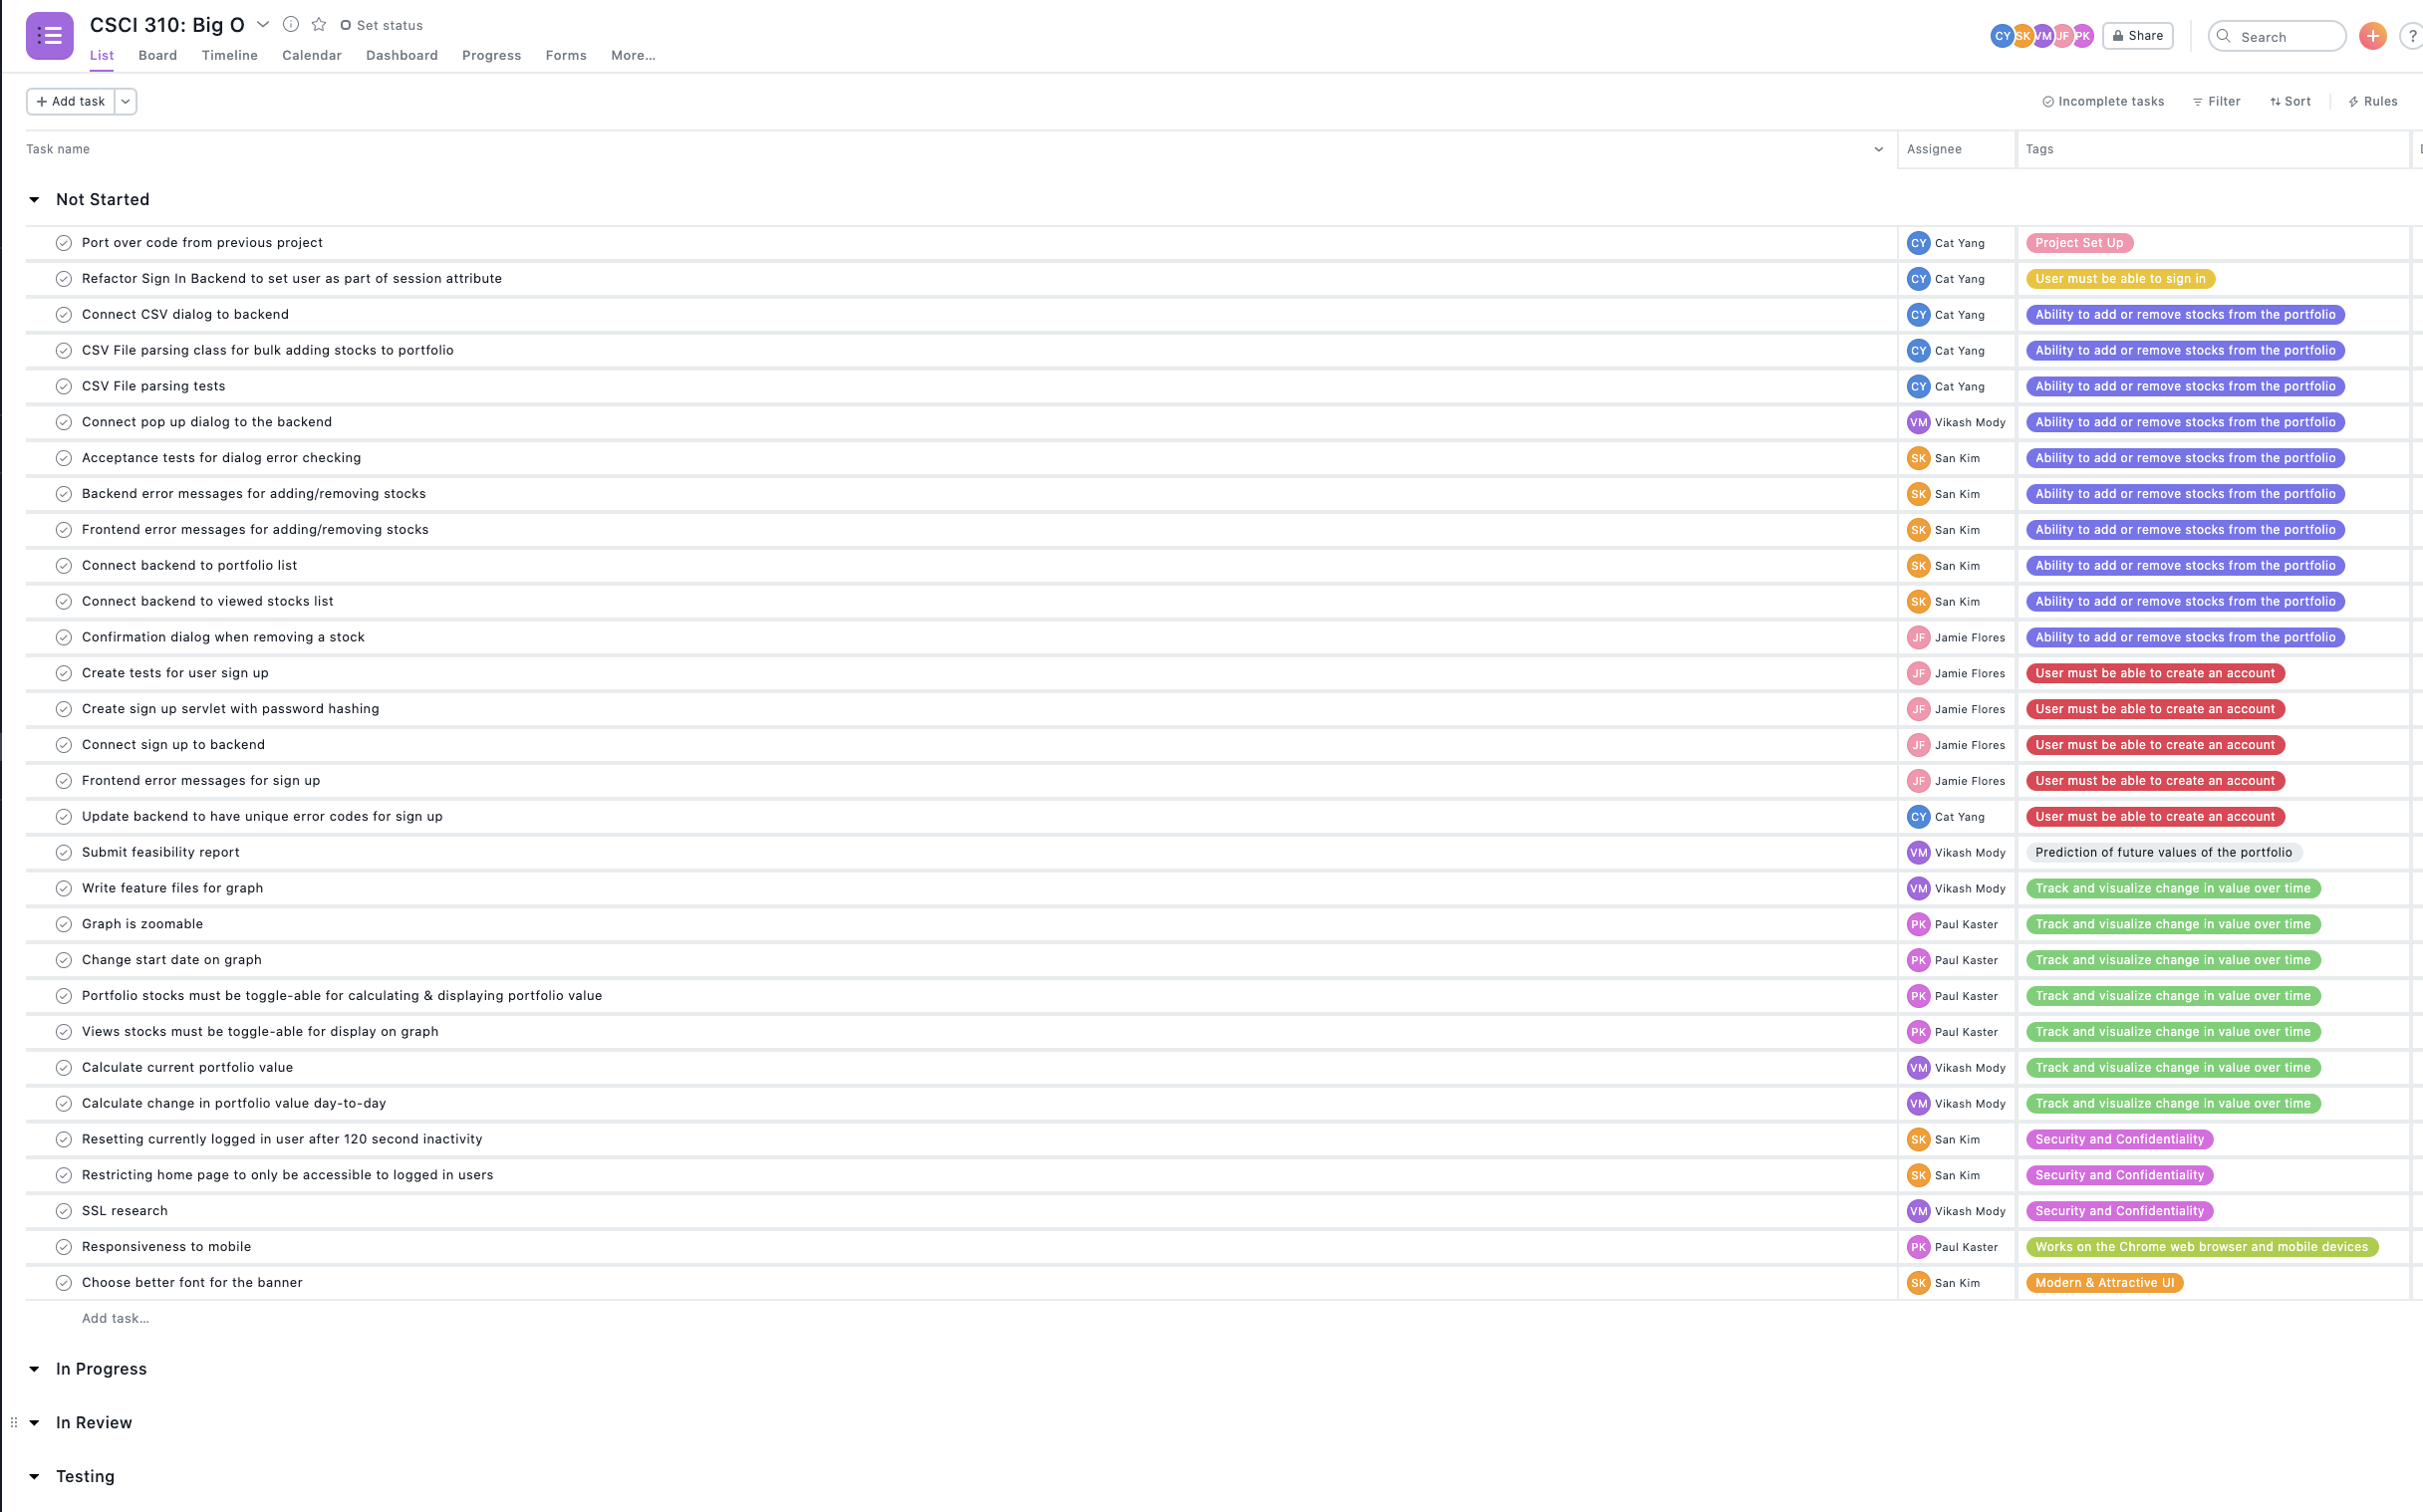 CSCI 310: Big O Set status
List Board Timeline Calendar Dashboard Progress Forms More...
CY SK VM JF PK Share Search ?
+ Add task
Incomplete tasks Filter Sort Rules
Task name Assignee Tags
Not Started
Port over code from previous project CY Cat Yang Project Set Up
Refactor Sign In Backend to set user as part of session attribute CY Cat Yang User must be able to sign in
Connect CSV dialog to backend CY Cat Yang Ability to add or remove stocks from the portfolio
CSV File parsing class for bulk adding stocks to portfolio CY Cat Yang Ability to add or remove stocks from the portfolio
CSV File parsing tests CY Cat Yang Ability to add or remove stocks from the portfolio
Connect pop up dialog to the backend VM Vikash Mody Ability to add or remove stocks from the portfolio
Acceptance tests for dialog error checking SK San Kim Ability to add or remove stocks from the portfolio
Backend error messages for adding/removing stocks SK San Kim Ability to add or remove stocks from the portfolio
Frontend error messages for adding/removing stocks SK San Kim Ability to add or remove stocks from the portfolio
Connect backend to portfolio list SK San Kim Ability to add or remove stocks from the portfolio
Connect backend to viewed stocks list SK San Kim Ability to add or remove stocks from the portfolio
Confirmation dialog when removing a stock JF Jamie Flores Ability to add or remove stocks from the portfolio
Create tests for user sign up JF Jamie Flores User must be able to create an account
Create sign up servlet with password hashing JF Jamie Flores User must be able to create an account
Connect sign up to backend JF Jamie Flores User must be able to create an account
Frontend error messages for sign up JF Jamie Flores User must be able to create an account
Update backend to have unique error codes for sign up CY Cat Yang User must be able to create an account
Submit feasibility report VM Vikash Mody Prediction of future values of the portfolio
Write feature files for graph VM Vikash Mody Track and visualize change in value over time
Graph is zoomable PK Paul Kaster Track and visualize change in value over time
Change start date on graph PK Paul Kaster Track and visualize change in value over time
Portfolio stocks must be toggle-able for calculating & displaying portfolio value PK Paul Kaster Track and visualize change in value over time
Views stocks must be toggle-able for display on graph PK Paul Kaster Track and visualize change in value over time
Calculate current portfolio value VM Vikash Mody Track and visualize change in value over time
Calculate change in portfolio value day-to-day VM Vikash Mody Track and visualize change in value over time
Resetting currently logged in user after 120 second inactivity SK San Kim Security and Confidentiality
Restricting home page to only be accessible to logged in users SK San Kim Security and Confidentiality
SSL research VM Vikash Mody Security and Confidentiality
Responsiveness to mobile PK Paul Kaster Works on the Chrome web browser and mobile devices
Choose better font for the banner SK San Kim Modern & Attractive UI
Add task...
In Progress
In Review
Testing